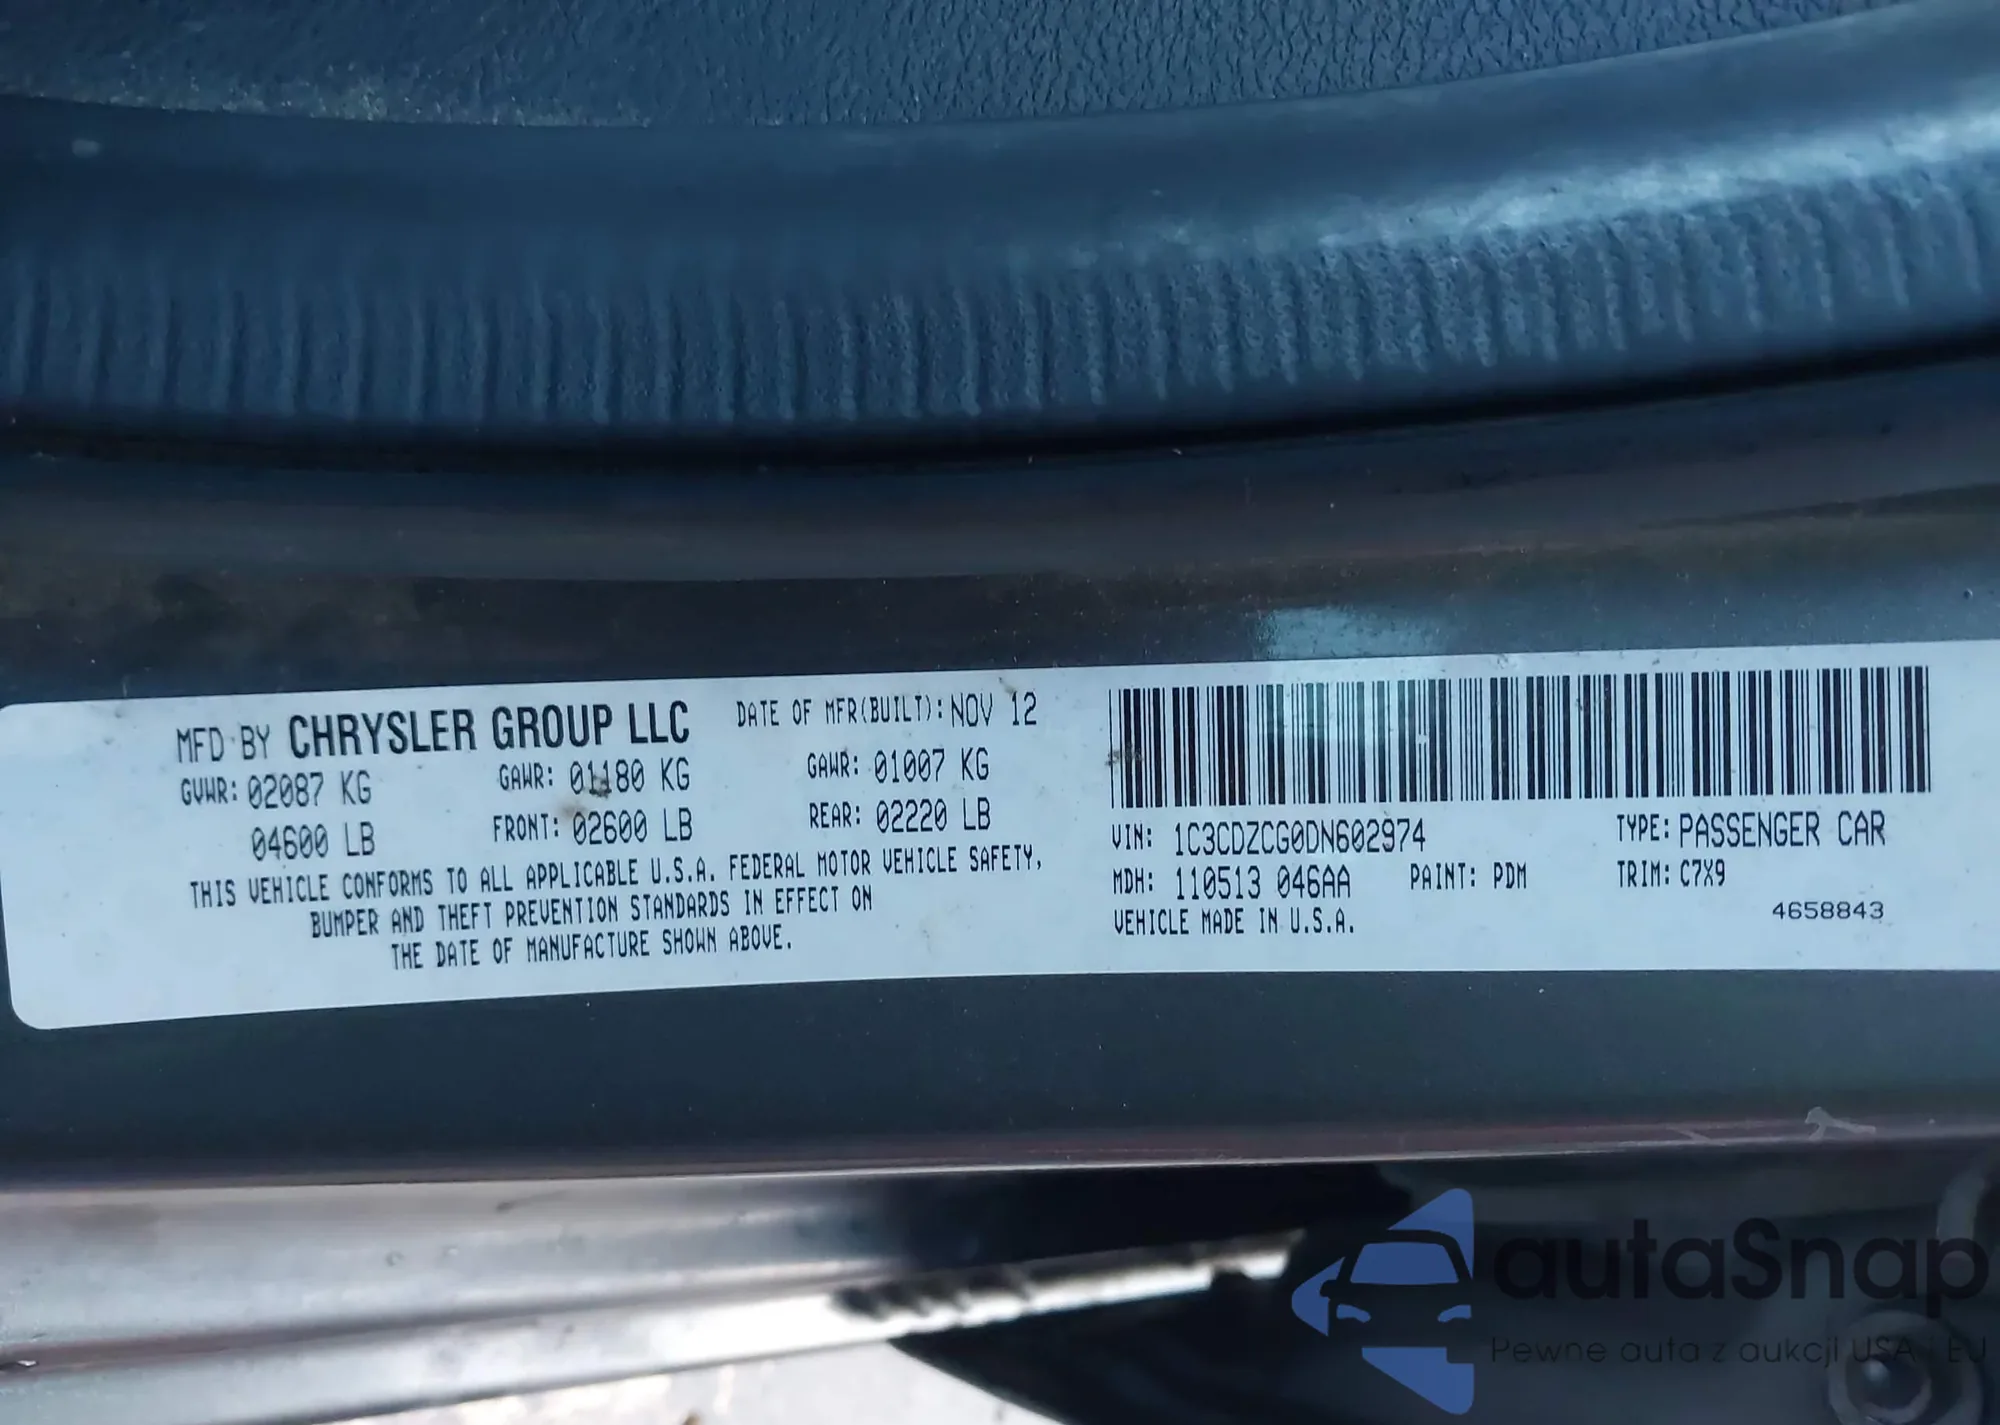 MFD BY CHRYSLER GROUP LLC DATE OF MFR(BUILT): NOV 12
GVWR: 02087 KG GAWR: 01180 KG GAWR: 01007 KG
04600 LB FRONT: 02600 LB REAR: 02220 LB
THIS VEHICLE CONFORMS TO ALL APPLICABLE U.S.A. FEDERAL MOTOR VEHICLE SAFETY,
BUMPER AND THEFT PREVENTION STANDARDS IN EFFECT ON
THE DATE OF MANUFACTURE SHOWN ABOVE.
VIN: 1C3CDZCG0DN602974 TYPE: PASSENGER CAR
MDH: 110513 046AA PAINT: PDM TRIM: C7X9
VEHICLE MADE IN U.S.A.
4658843
autaSnap
Pewne auta z aukcji USA i EU